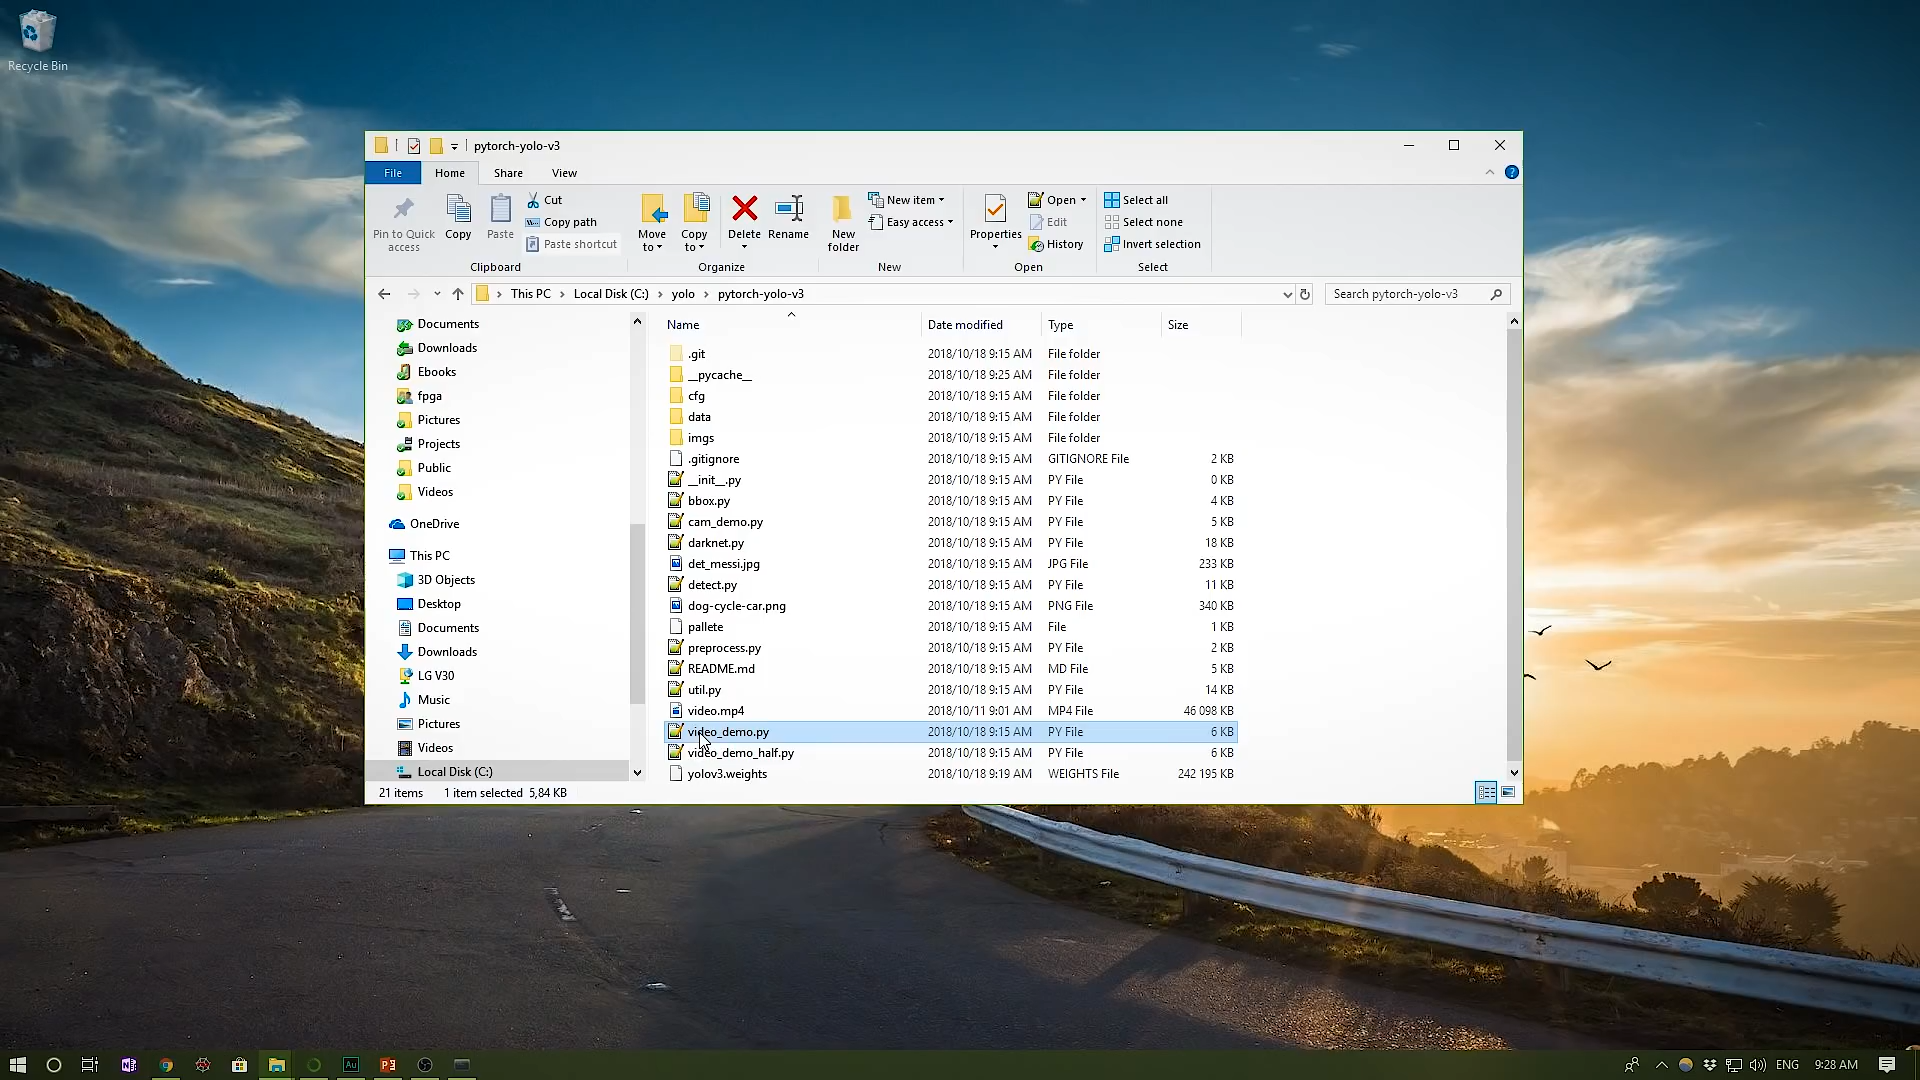 Recycle Bin
pytorch-yolo-v3
File Home Share View
Pin to Quick access
Copy
Paste
Cut
Copy path
Paste shortcut
Clipboard
Move to
Copy to
Delete
Rename
Organize
New folder
New item
Easy access
New
Properties
Open
Edit
History
Open
Select all
Select none
Invert selection
Select
This PC Local Disk (C:) yolo pytorch-yolo-v3
Search pytorch-yolo-v3
Documents
Downloads
Ebooks
fpga
Pictures
Projects
Public
Videos
OneDrive
This PC
3D Objects
Desktop
Documents
Downloads
LG V30
Music
Pictures
Videos
Local Disk (C:)
Name Date modified Type Size
.git 2018/10/18 9:15 AM File folder
__pycache__ 2018/10/18 9:25 AM File folder
cfg 2018/10/18 9:15 AM File folder
data 2018/10/18 9:15 AM File folder
imgs 2018/10/18 9:15 AM File folder
.gitignore 2018/10/18 9:15 AM GITIGNORE File 2 KB
__init__.py 2018/10/18 9:15 AM PY File 0 KB
bbox.py 2018/10/18 9:15 AM PY File 4 KB
cam_demo.py 2018/10/18 9:15 AM PY File 5 KB
darknet.py 2018/10/18 9:15 AM PY File 18 KB
det_messi.jpg 2018/10/18 9:15 AM JPG File 233 KB
detect.py 2018/10/18 9:15 AM PY File 11 KB
dog-cycle-car.png 2018/10/18 9:15 AM PNG File 340 KB
pallete 2018/10/18 9:15 AM File 1 KB
preprocess.py 2018/10/18 9:15 AM PY File 2 KB
README.md 2018/10/18 9:15 AM MD File 5 KB
util.py 2018/10/18 9:15 AM PY File 14 KB
video.mp4 2018/10/11 9:01 AM MP4 File 46 098 KB
video_demo.py 2018/10/18 9:15 AM PY File 6 KB
video_demo_half.py 2018/10/18 9:15 AM PY File 6 KB
yolov3.weights 2018/10/18 9:19 AM WEIGHTS File 242 195 KB
21 items 1 item selected 5,84 KB
ENG 9:28 AM